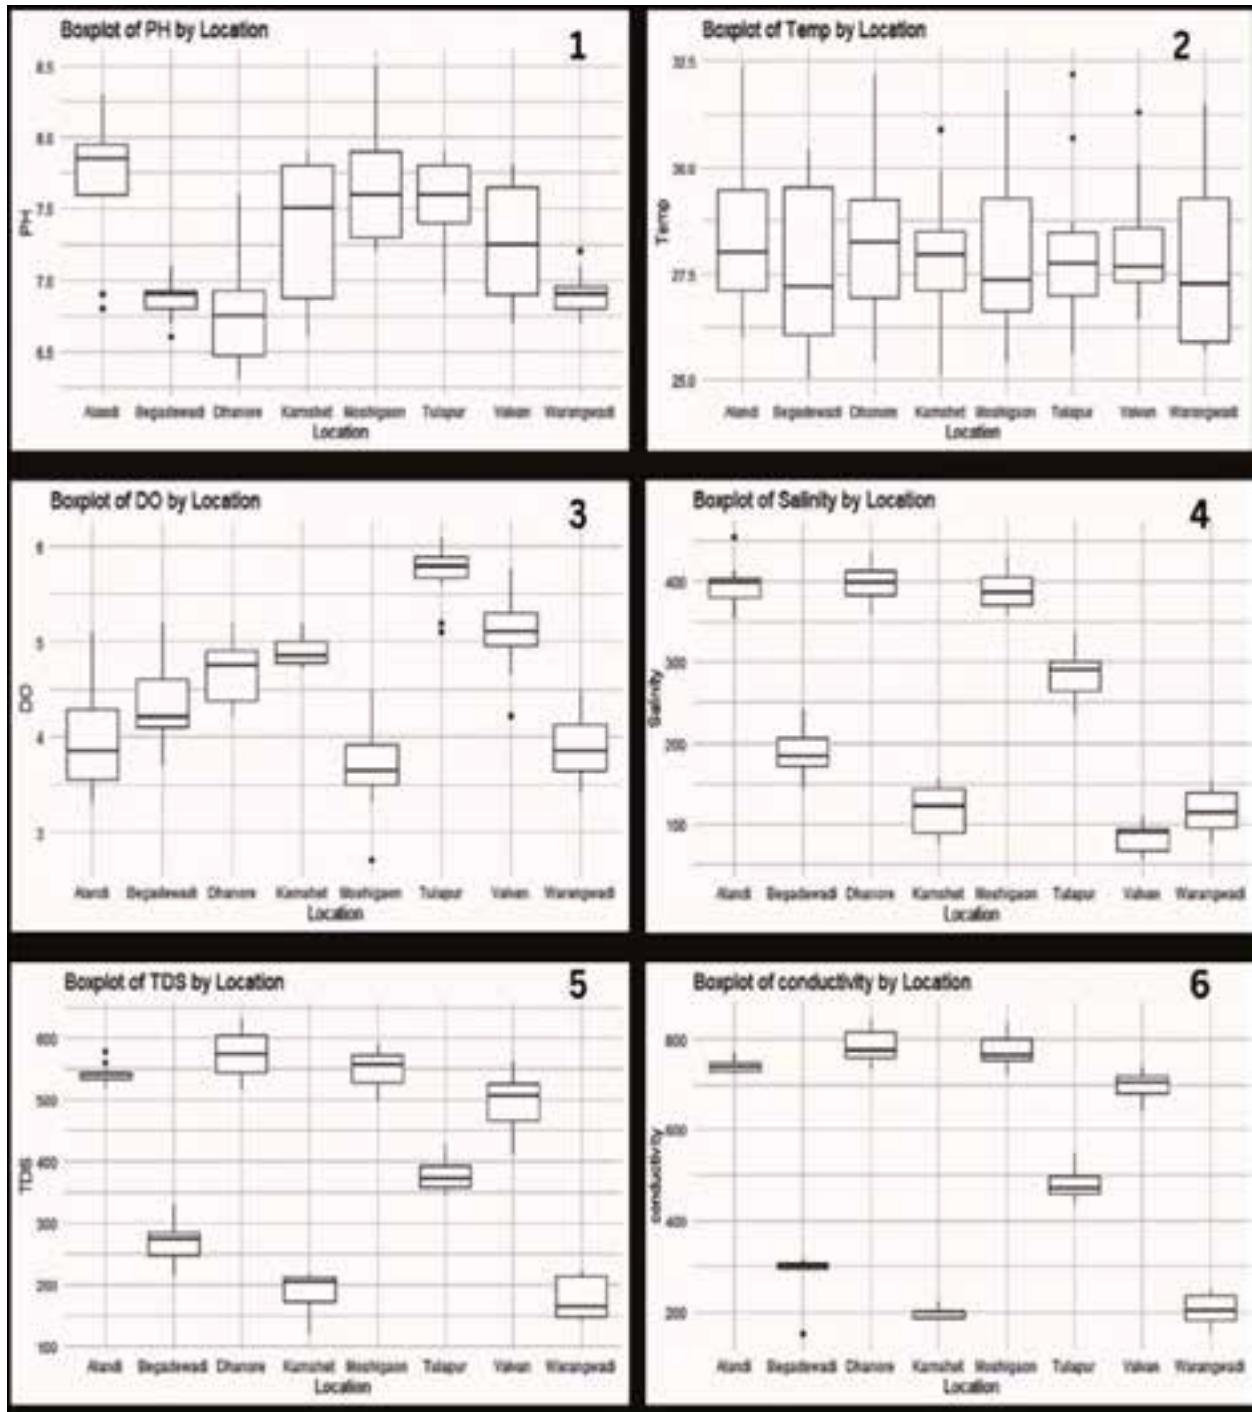 Boxplot of PH by Location
1
8.5
8.0
7.5
7.0
6.5
PH
Alandi Begadewadi Dhanore Kamshet Moshigaon Tulapur Valvan Warangwadi
Location
Boxplot of Temp by Location
2
32.5
30.0
27.5
25.0
Temp
Alandi Begadewadi Dhanore Kamshet Moshigaon Tulapur Valvan Warangwadi
Location
Boxplot of DO by Location
3
6
5
4
3
DO
Alandi Begadewadi Dhanore Kamshet Moshigaon Tulapur Valvan Warangwadi
Location
Boxplot of Salinity by Location
4
400
300
200
100
Salinity
Alandi Begadewadi Dhanore Kamshet Moshigaon Tulapur Valvan Warangwadi
Location
Boxplot of TDS by Location
5
600
500
400
300
200
100
TDS
Alandi Begadewadi Dhanore Kamshet Moshigaon Tulapur Valvan Warangwadi
Location
Boxplot of conductivity by Location
6
800
600
400
200
conductivity
Alandi Begadewadi Dhanore Kamshet Moshigaon Tulapur Valvan Warangwadi
Location